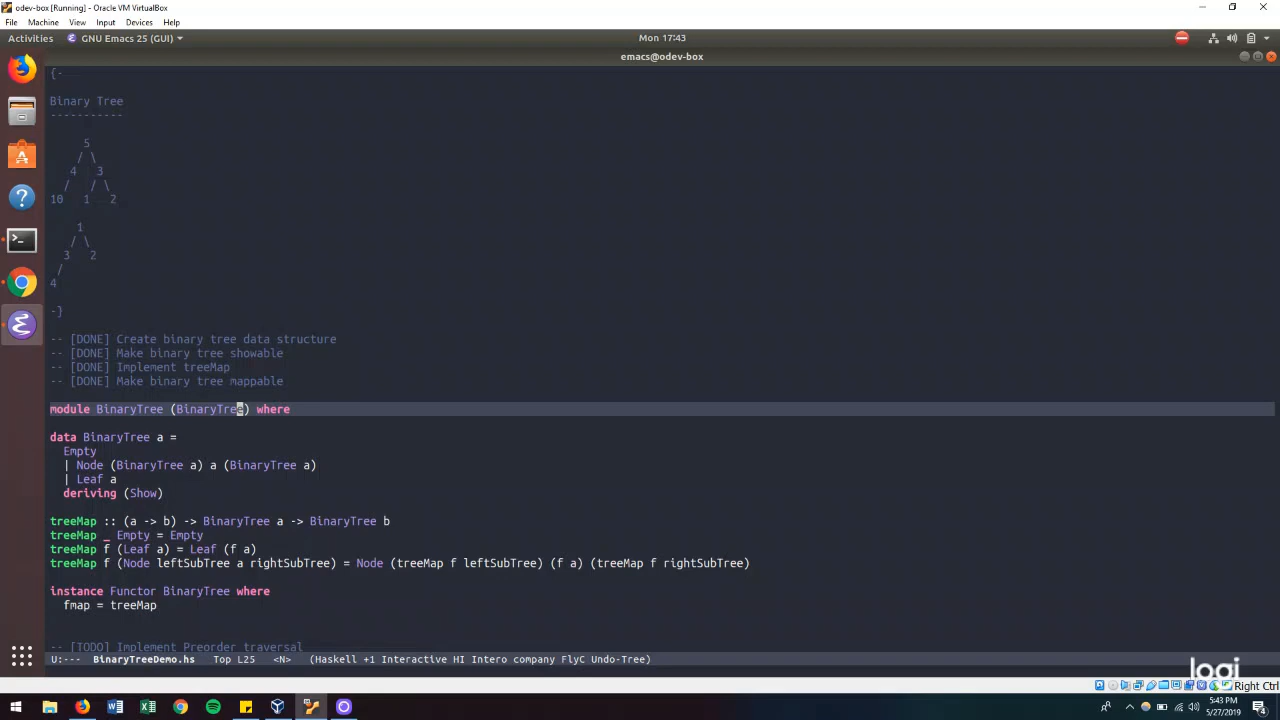 odev-box [Running] - Oracle VM VirtualBox
File Machine View Input Devices Help
Activities GNU Emacs 25 (GUI) Mon 17:43
emacs@odev-box
{-
Binary Tree
-----------
5
/ \
4 3
/ / \
10 1 2
1
/ \
3 2
/
4
-}
-- [DONE] Create binary tree data structure
-- [DONE] Make binary tree showable
-- [DONE] Implement treeMap
-- [DONE] Make binary tree mappable
module BinaryTree (BinaryTree) where
data BinaryTree a =
Empty
| Node (BinaryTree a) a (BinaryTree a)
| Leaf a
deriving (Show)
treeMap :: (a -> b) -> BinaryTree a -> BinaryTree b
treeMap _ Empty = Empty
treeMap f (Leaf a) = Leaf (f a)
treeMap f (Node leftSubTree a rightSubTree) = Node (treeMap f leftSubTree) (f a) (treeMap f rightSubTree)
instance Functor BinaryTree where
fmap = treeMap
-- [TODO] Implement Preorder traversal
U:--- BinaryTreeDemo.hs Top L25 <N> (Haskell +1 Interactive HI Intero company FlyC Undo-Tree)
logi
Right Ctrl
5:43 PM
5/27/2019
4